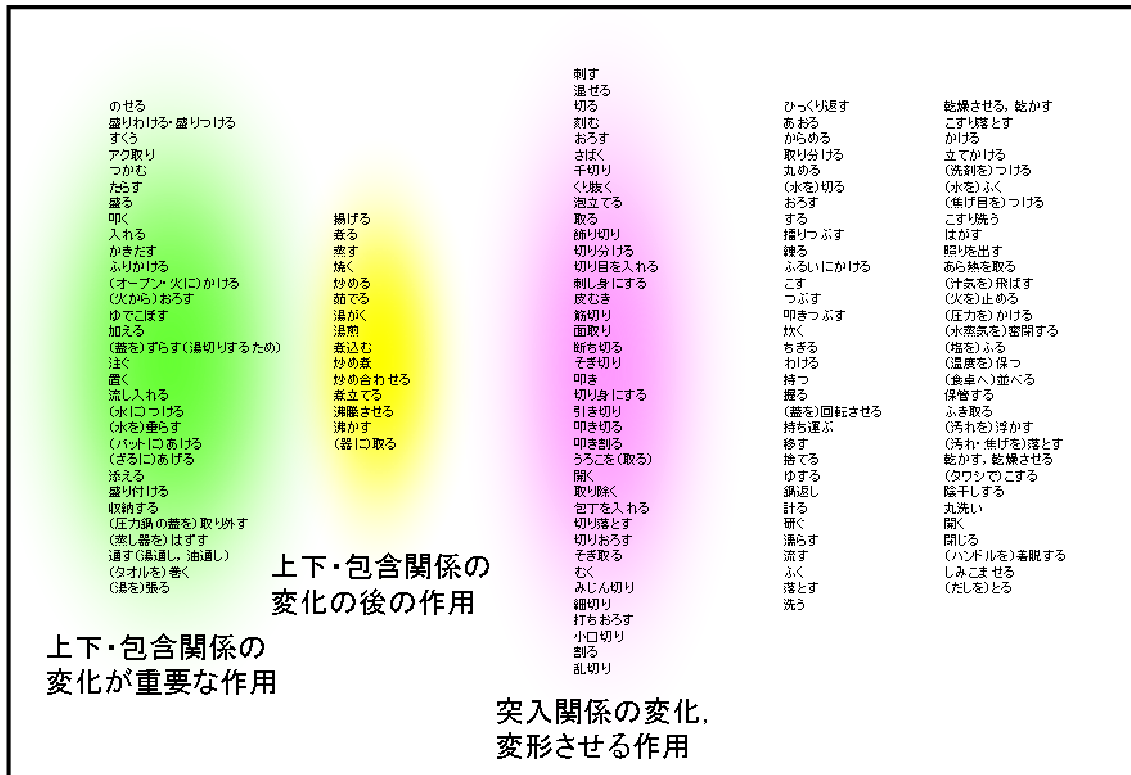 のせる
盛りわける・盛りつける
すくう
アク取り
つかむ
たらす
盛る
叩く
入れる
かきたす
ふりかける
(オーブン・火に)かける
(火から)おろす
ゆでこぼす
加える
(蓋を)ずらす(湯切りするため)
注ぐ
置く
流し入れる
(水に)つける
(水を)垂らす
(バットに)あげる
(ざるに)あげる
添える
盛り付ける
収納する
(圧力鍋の蓋を)取り外す
(蒸し器を)はずす
通す(湯通し，油通し)
(タオルを)巻く
(湯を)張る
上下・包含関係の
変化が重要な作用
揚げる
煮る
蒸す
焼く
炒める
茹でる
湯がく
湯煎
煮込む
炒め煮
炒め合わせる
煮立てる
沸騰させる
沸かす
(器に)取る
上下・包含関係の
変化の後の作用
刺す
混ぜる
切る
刻む
おろす
さばく
千切り
くり抜く
泡立てる
取る
飾り切り
切り分ける
切り目を入れる
刺し身にする
皮むき
筋切り
面取り
断ち切る
そぎ切り
叩き
切り身にする
引き切り
叩き切る
叩き割る
うろこを(取る)
開く
取り除く
包丁を入れる
切り落とす
切りおろす
そぎ取る
むく
みじん切り
細切り
打ちおろす
小口切り
割る
乱切り
突入関係の変化，
変形させる作用
ひっくり返す
あおる
からめる
取り分ける
丸める
(水を)切る
おろす
する
擂りつぶす
練る
ふるいにかける
こす
つぶす
叩きつぶす
炊く
ちぎる
わける
持つ
握る
(蓋を)回転させる
持ち運ぶ
移す
捨てる
ゆする
鍋返し
計る
研ぐ
濡らす
流す
ふく
落とす
洗う
乾燥させる，乾かす
こすり落とす
かける
立てかける
(洗剤を)つける
(水を)ふく
(焦げ目を)つける
こすり洗う
はがす
照りを出す
あら熱を取る
(汁気を)飛ばす
(火を)止める
(圧力を)かける
(水蒸気を)密閉する
(塩を)ふる
(温度を)保つ
(食卓へ)並べる
保管する
ふき取る
(汚れを)浮かす
(汚れ・焦げを)落とす
乾かす，乾燥させる
(タワシで)こする
陰干しする
丸洗い
開く
閉じる
(ハンドルを)着脱する
しみこませる
(だしを)とる